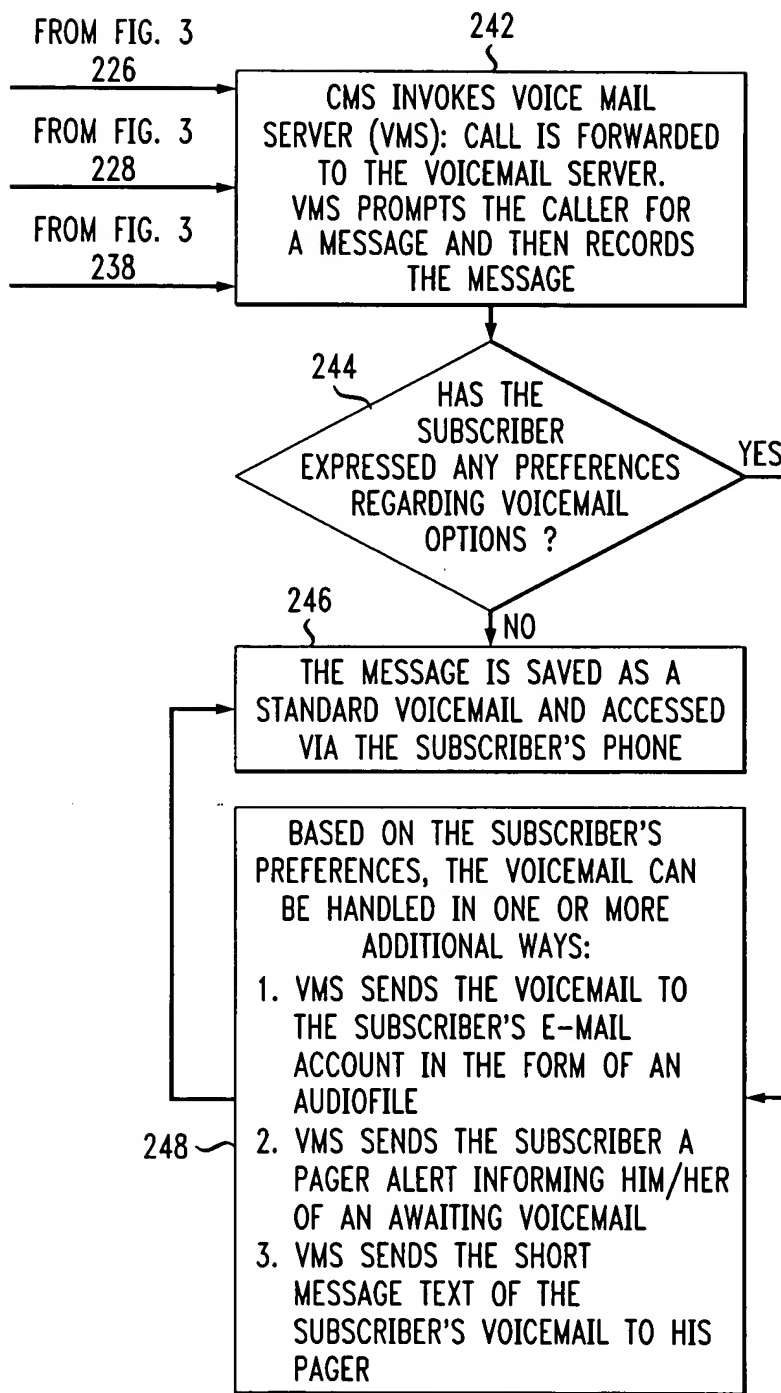 FROM FIG. 3
226
FROM FIG. 3
228
FROM FIG. 3
238
242
CMS INVOKES VOICE MAIL
SERVER (VMS): CALL IS FORWARDED
TO THE VOICEMAIL SERVER.
VMS PROMPTS THE CALLER FOR
A MESSAGE AND THEN RECORDS
THE MESSAGE
244
HAS THE
SUBSCRIBER
EXPRESSED ANY PREFERENCES
REGARDING VOICEMAIL
OPTIONS ?
YES
NO
246
THE MESSAGE IS SAVED AS A
STANDARD VOICEMAIL AND ACCESSED
VIA THE SUBSCRIBER'S PHONE
BASED ON THE SUBSCRIBER'S
PREFERENCES, THE VOICEMAIL CAN
BE HANDLED IN ONE OR MORE
ADDITIONAL WAYS:
1. VMS SENDS THE VOICEMAIL TO
THE SUBSCRIBER'S E-MAIL
ACCOUNT IN THE FORM OF AN
AUDIOFILE
248
2. VMS SENDS THE SUBSCRIBER A
PAGER ALERT INFORMING HIM/HER
OF AN AWAITING VOICEMAIL
3. VMS SENDS THE SHORT
MESSAGE TEXT OF THE
SUBSCRIBER'S VOICEMAIL TO HIS
PAGER